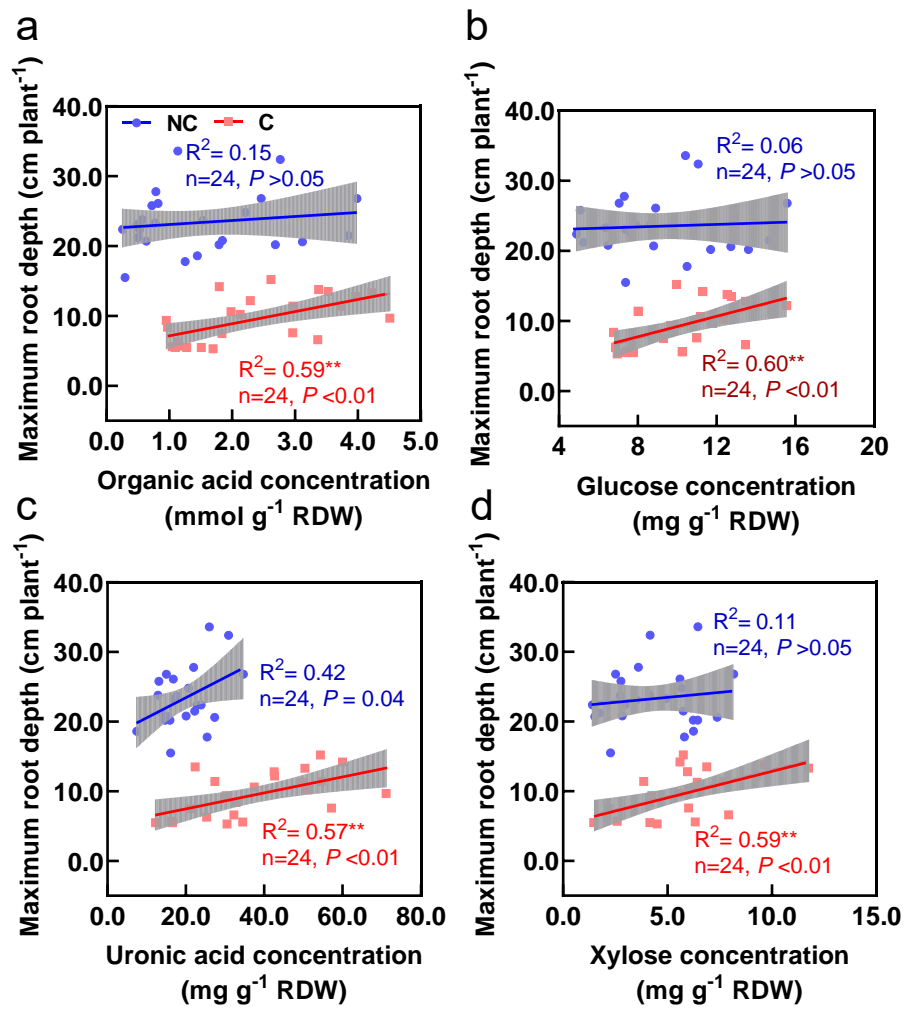 a
Maximum root depth (cm plant⁻¹)
40.0
30.0
20.0
10.0
0.0
NC C
R²= 0.15
n=24, P >0.05
R²= 0.59**
n=24, P <0.01
0.0 1.0 2.0 3.0 4.0 5.0
Organic acid concentration
(mmol g⁻¹ RDW)
b
Maximum root depth (cm plant⁻¹)
40.0
30.0
20.0
10.0
0.0
R²= 0.06
n=24, P >0.05
R²= 0.60**
n=24, P <0.01
4 8 12 16 20
Glucose concentration
(mg g⁻¹ RDW)
c
Maximum root depth (cm plant⁻¹)
40.0
30.0
20.0
10.0
0.0
R²= 0.42
n=24, P = 0.04
R²= 0.57**
n=24, P <0.01
0.0 20.0 40.0 60.0 80.0
Uronic acid concentration
(mg g⁻¹ RDW)
d
Maximum root depth (cm plant⁻¹)
40.0
30.0
20.0
10.0
0.0
R²= 0.11
n=24, P >0.05
R²= 0.59**
n=24, P <0.01
0.0 5.0 10.0 15.0
Xylose concentration
(mg g⁻¹ RDW)